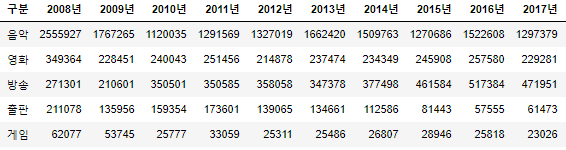 구분 2008년 2009년 2010년 2011년 2012년 2013년 2014년 2015년 2016년 2017년
음악 2555927 1767265 1120035 1291569 1327019 1662420 1509763 1270686 1522608 1297379
영화 349364 228451 240043 251456 214878 237474 234349 245908 257580 229281
방송 271301 210601 350501 350585 358058 347378 377498 461584 517384 471951
출판 211078 135956 159354 173601 139065 134661 112586 81443 57555 61473
게임 62077 53745 25777 33059 25311 25486 26807 28946 25818 23026